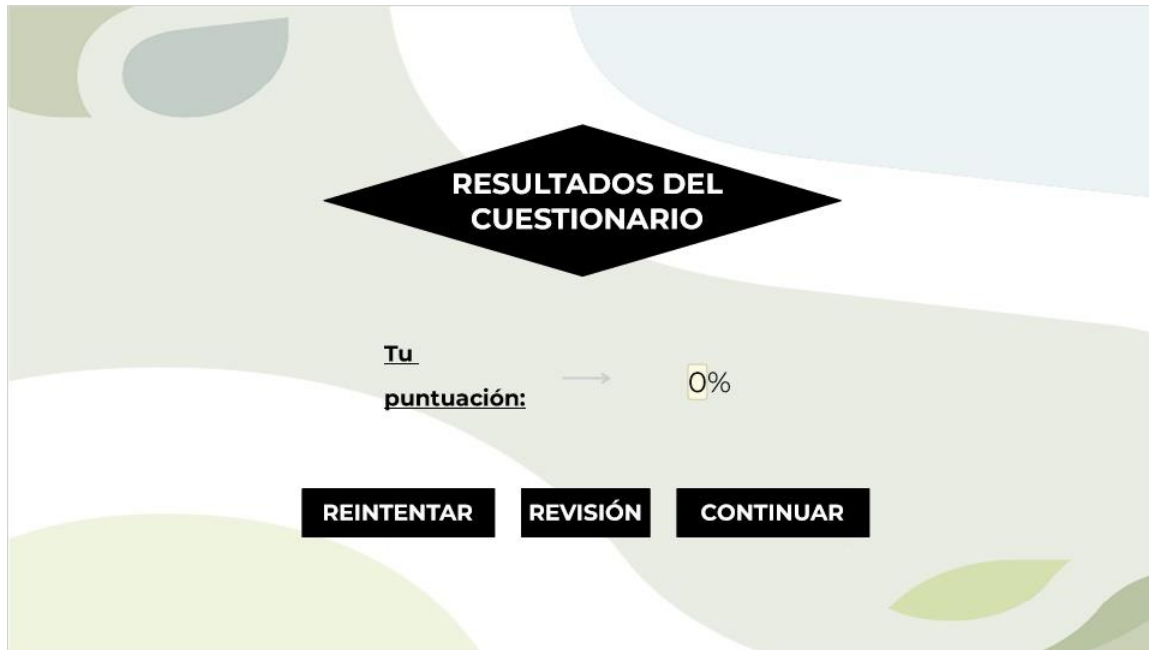 RESULTADOS DEL
CUESTIONARIO
Tu
puntuación:
0%
REINTENTAR
REVISIÓN
CONTINUAR